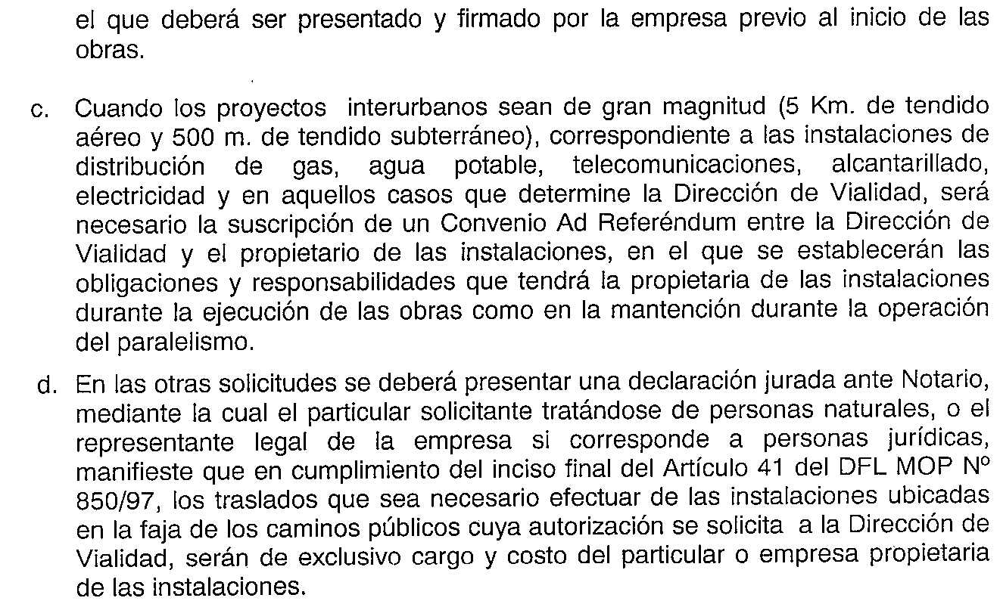 el que deberá ser presentado y firmado por la empresa previo al inicio de las
obras.
c. Cuando los proyectos interurbanos sean de gran magnitud (5 Km. de tendido
aéreo y 500 m. de tendido subterráneo), correspondiente a las instalaciones de
distribución de gas, agua potable, telecomunicaciones, alcantarillado,
electricidad y en aquellos casos que determine la Dirección de Vialidad, será
necesario la suscripción de un Convenio Ad Referéndum entre la Dirección de
Vialidad y el propietario de las instalaciones, en el que se establecerán las
obligaciones y responsabilidades que tendrá la propietaria de las instalaciones
durante la ejecución de las obras como en la mantención durante la operación
del paralelismo.
d. En las otras solicitudes se deberá presentar una declaración jurada ante Notario,
mediante la cual el particular solicitante tratándose de personas naturales, o el
representante legal de la empresa si corresponde a personas jurídicas,
manifieste que en cumplimiento del inciso final del Artículo 41 del DFL MOP Nº
850/97, los traslados que sea necesario efectuar de las instalaciones ubicadas
en la faja de los caminos públicos cuya autorización se solicita a la Dirección de
Vialidad, serán de exclusivo cargo y costo del particular o empresa propietaria
de las instalaciones.